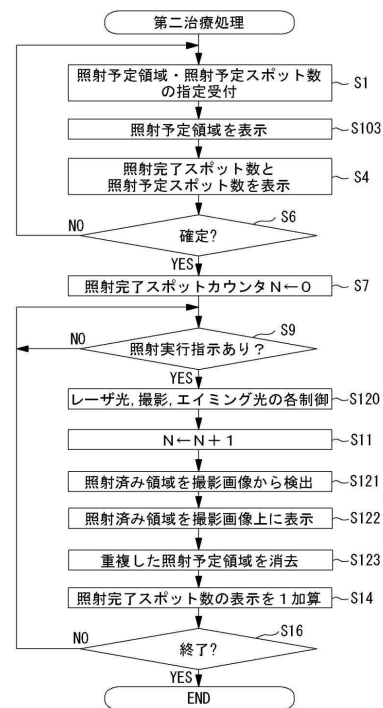 第二治療処理
照射予定領域・照射予定スポット数
の指定受付
S1
照射予定領域を表示
S103
照射完了スポット数と
照射予定スポット数を表示
S4
S6
NO
確定?
YES
照射完了スポットカウンタN←0
S7
S9
NO
照射実行指示あり?
YES
レーザ光,撮影,エイミング光の各制御
S120
N←N+1
S11
照射済み領域を撮影画像から検出
S121
照射済み領域を撮影画像上に表示
S122
重複した照射予定領域を消去
S123
照射完了スポット数の表示を1加算
S14
S16
NO
終了?
YES
END